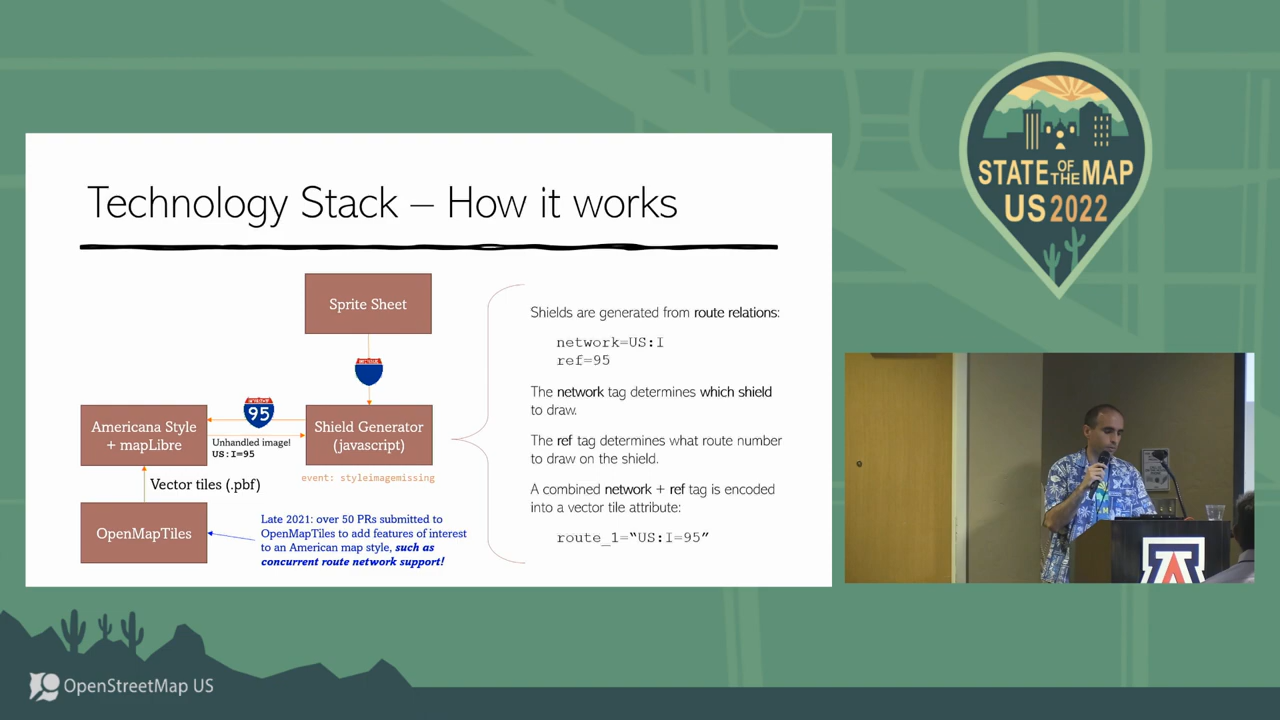 Technology Stack – How it works
Sprite Sheet
Americana Style
+ mapLibre
95
Unhandled image!
US:I=95
Shield Generator
(javascript)
event: styleimagemissing
Vector tiles (.pbf)
OpenMapTiles
Late 2021: over 50 PRs submitted to
OpenMapTiles to add features of interest
to an American map style, such as
concurrent route network support!
Shields are generated from route relations:
network=US:I
ref=95
The network tag determines which shield
to draw.
The ref tag determines what route number
to draw on the shield.
A combined network + ref tag is encoded
into a vector tile attribute:
route_1=“US:I=95”
STATE OF THE MAP
US 2022
A
OpenStreetMap US